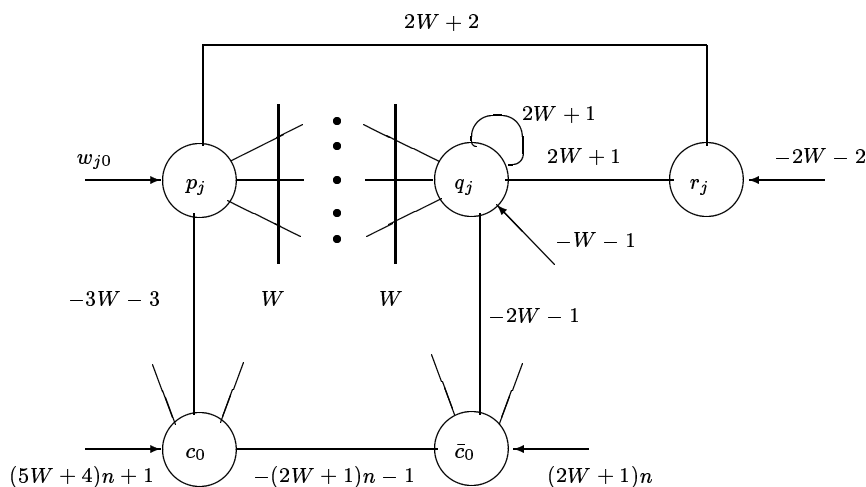 2W + 2
2W + 1
w_{j0}
2W + 1
-2W - 2
p_j
q_j
r_j
-W - 1
-3W - 3
W
W
-2W - 1
c_0
c̄_0
(5W + 4)n + 1
-(2W + 1)n - 1
(2W + 1)n